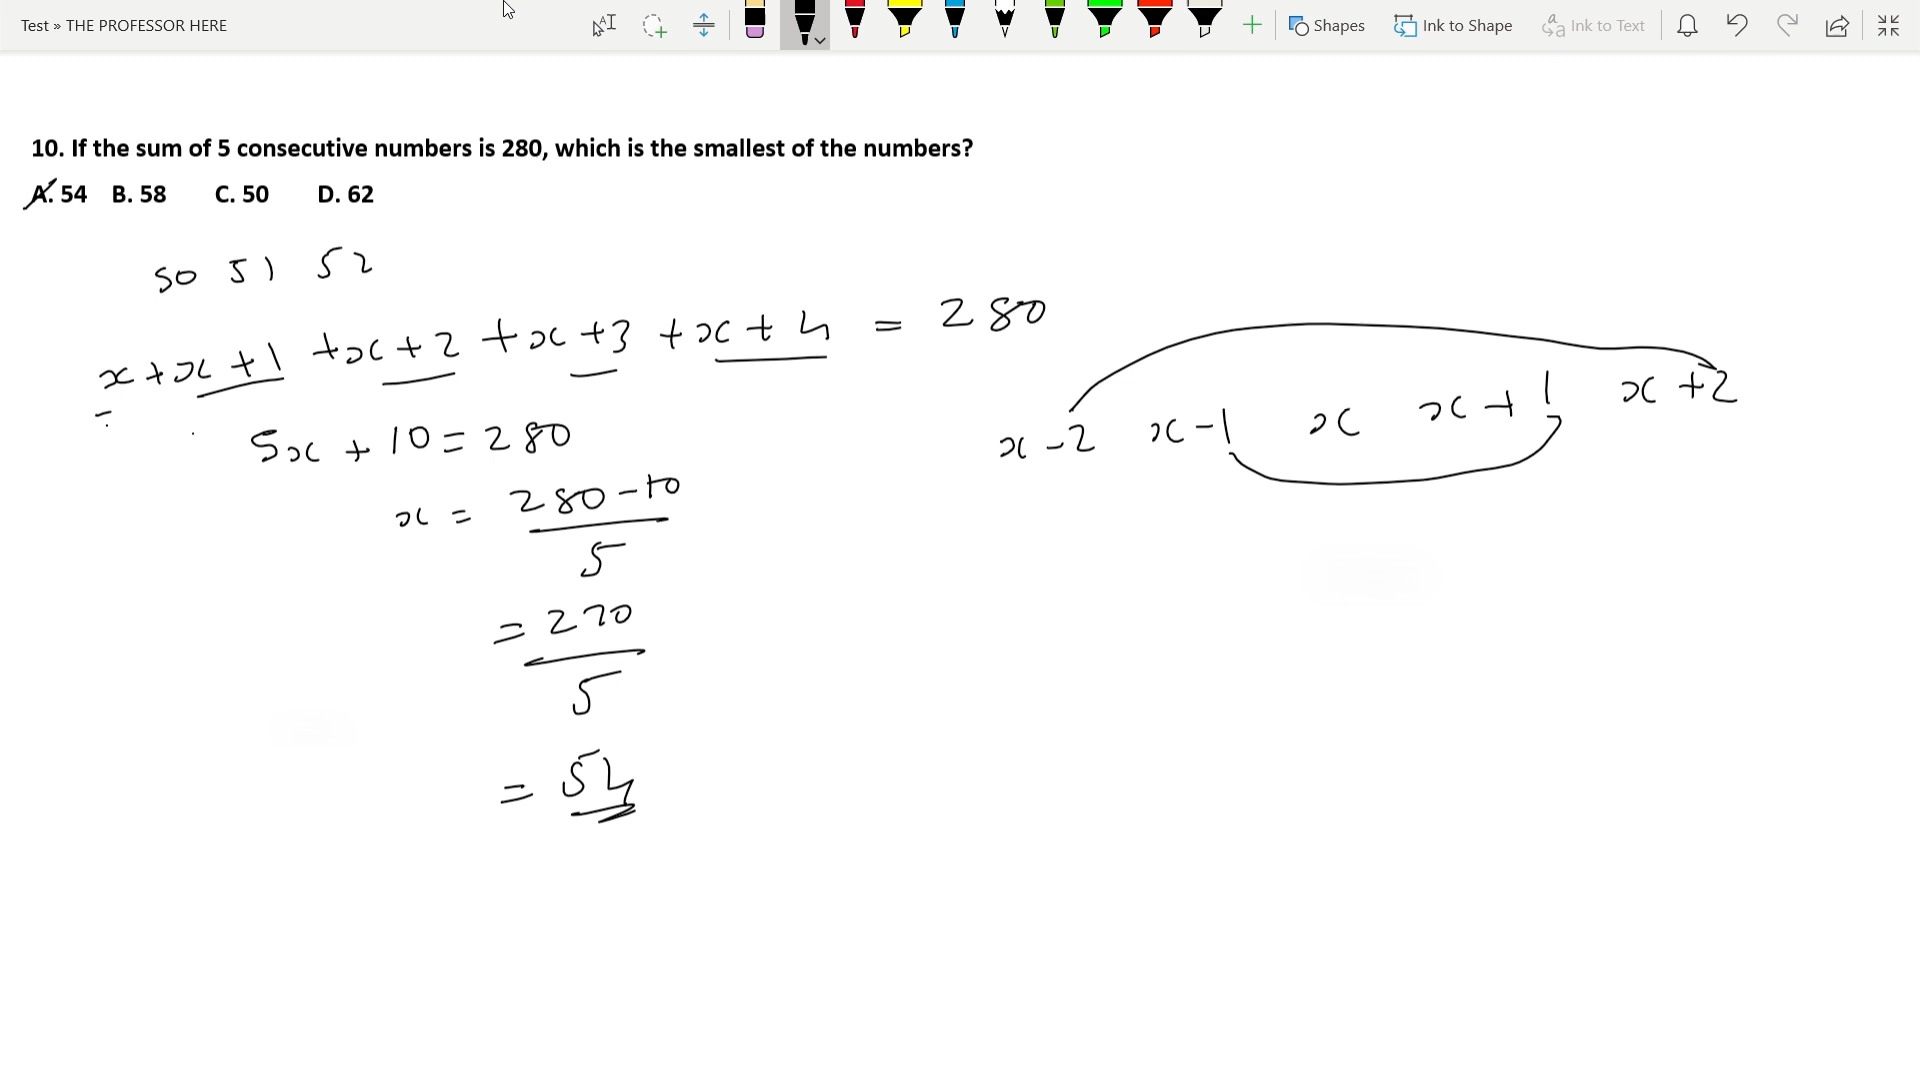 Test » THE PROFESSOR HERE
Shapes Ink to Shape Ink to Text
10. If the sum of 5 consecutive numbers is 280, which is the smallest of the numbers?
A. 54 B. 58 C. 50 D. 62
50 51 52
x + x + 1 + x + 2 + x + 3 + x + 4 = 280
5x + 10 = 280
x = 280 - 10
5
= 270
5
= 54
x - 2 x - 1 x x + 1 x + 2